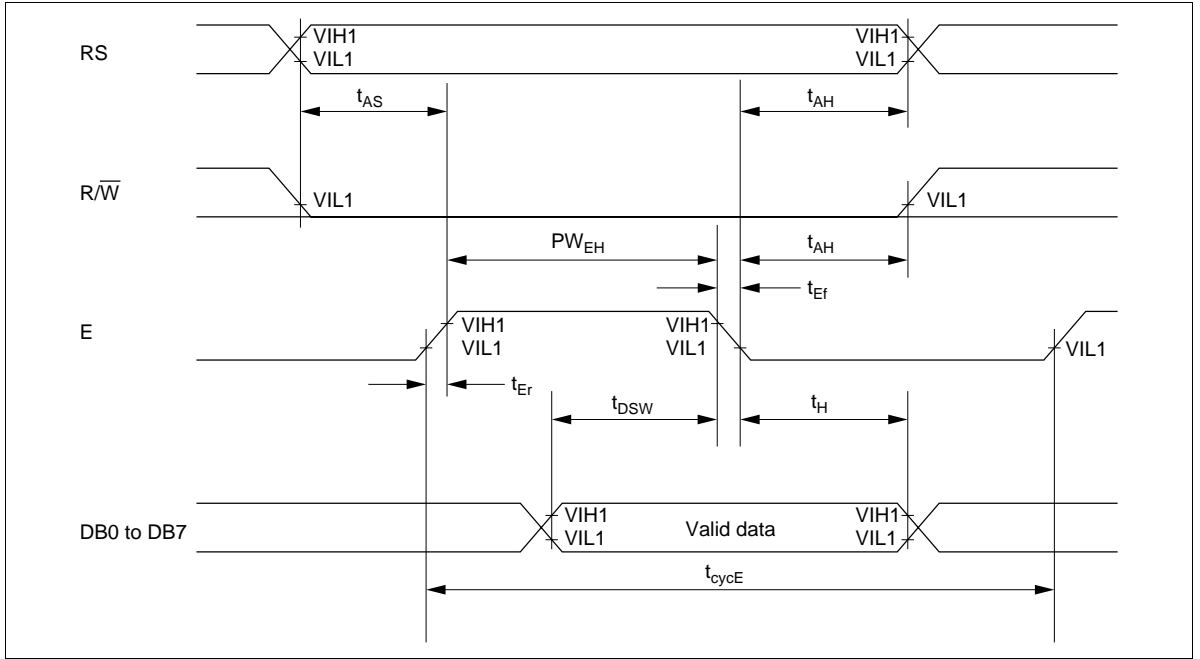 RS
VIH1
VIL1
VIH1
VIL1
tAS
tAH
R/W̅
VIL1
VIL1
PWEH
tAH
tEf
E
VIH1
VIL1
VIH1
VIL1
VIL1
tEr
tDSW
tH
DB0 to DB7
VIH1
VIL1
Valid data
VIH1
VIL1
tcycE